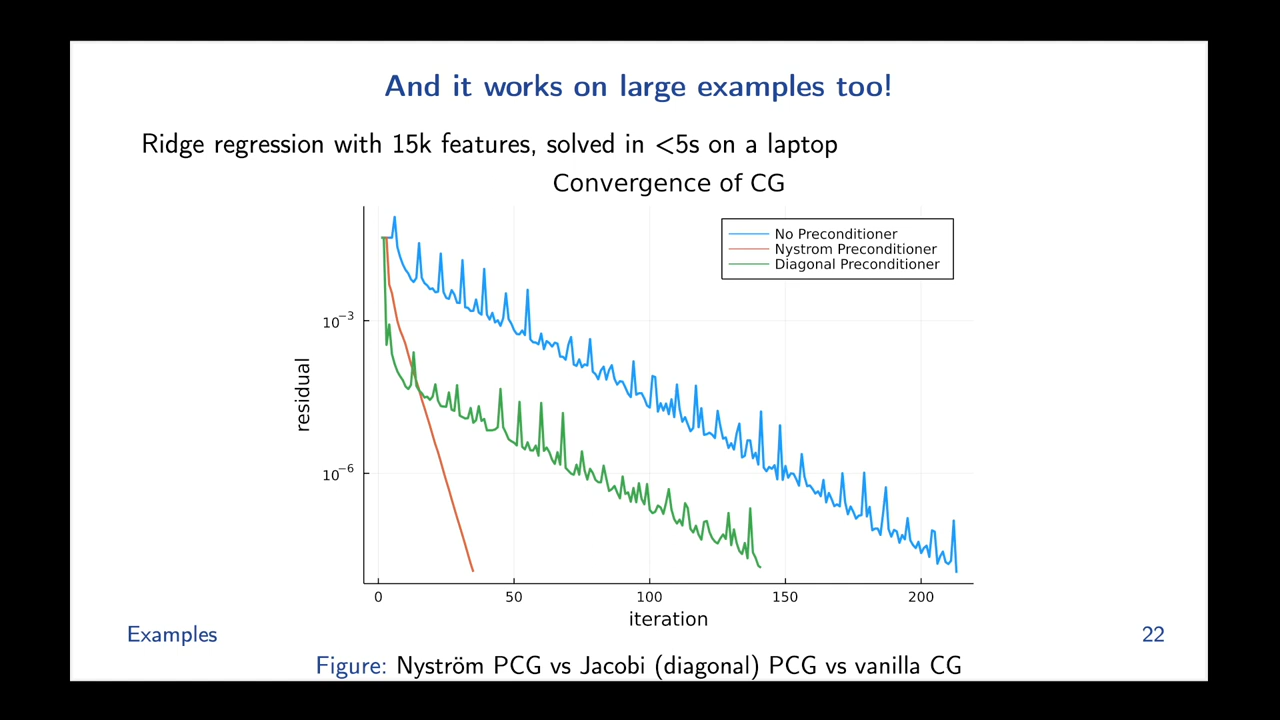 And it works on large examples too!
Ridge regression with 15k features, solved in <5s on a laptop
Convergence of CG
No Preconditioner
Nystrom Preconditioner
Diagonal Preconditioner
10⁻³
10⁻⁶
residual
0 50 100 150 200
iteration
Examples 22
Figure: Nyström PCG vs Jacobi (diagonal) PCG vs vanilla CG